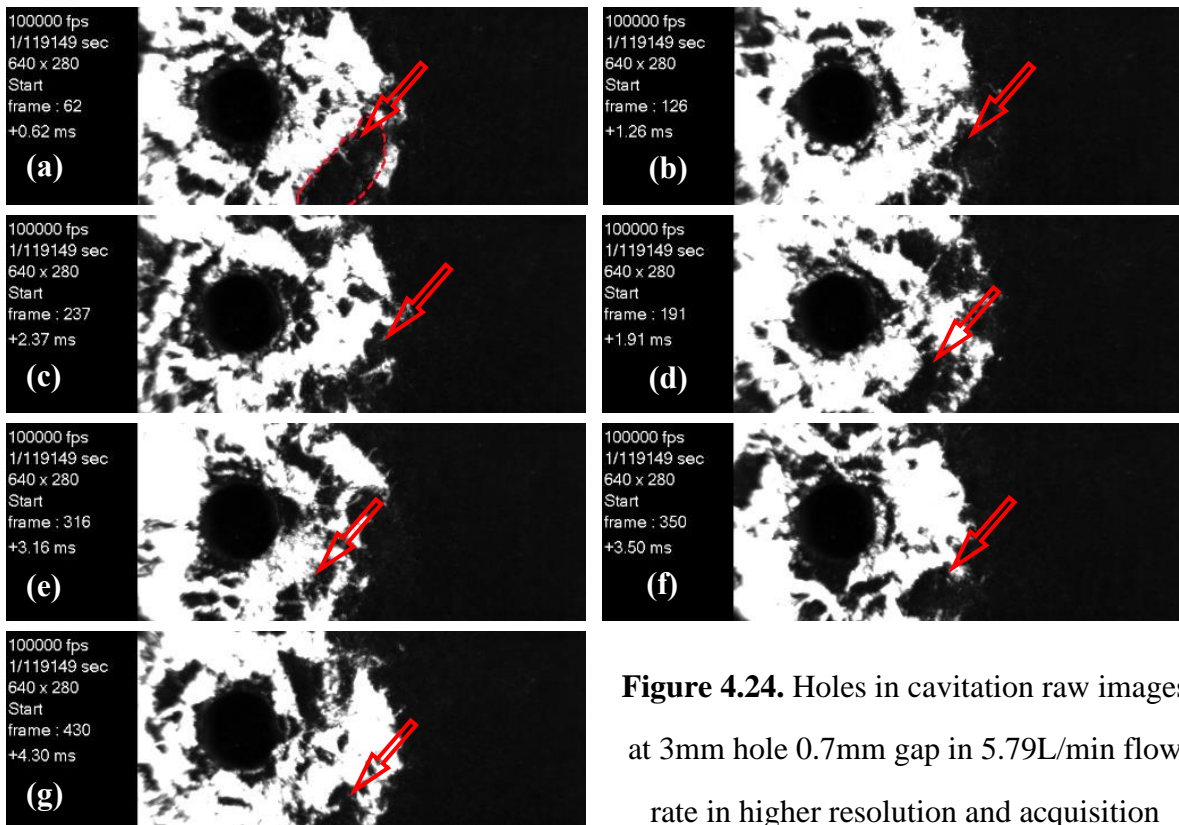 100000 fps
1/119149 sec
640 x 280
Start
frame : 62
+0.62 ms
(a)
100000 fps
1/119149 sec
640 x 280
Start
frame : 126
+1.26 ms
(b)
100000 fps
1/119149 sec
640 x 280
Start
frame : 237
+2.37 ms
(c)
100000 fps
1/119149 sec
640 x 280
Start
frame : 191
+1.91 ms
(d)
100000 fps
1/119149 sec
640 x 280
Start
frame : 316
+3.16 ms
(e)
100000 fps
1/119149 sec
640 x 280
Start
frame : 350
+3.50 ms
(f)
100000 fps
1/119149 sec
640 x 280
Start
frame : 430
+4.30 ms
(g)
Figure 4.24. Holes in cavitation raw images
at 3mm hole 0.7mm gap in 5.79L/min flow
rate in higher resolution and acquisition